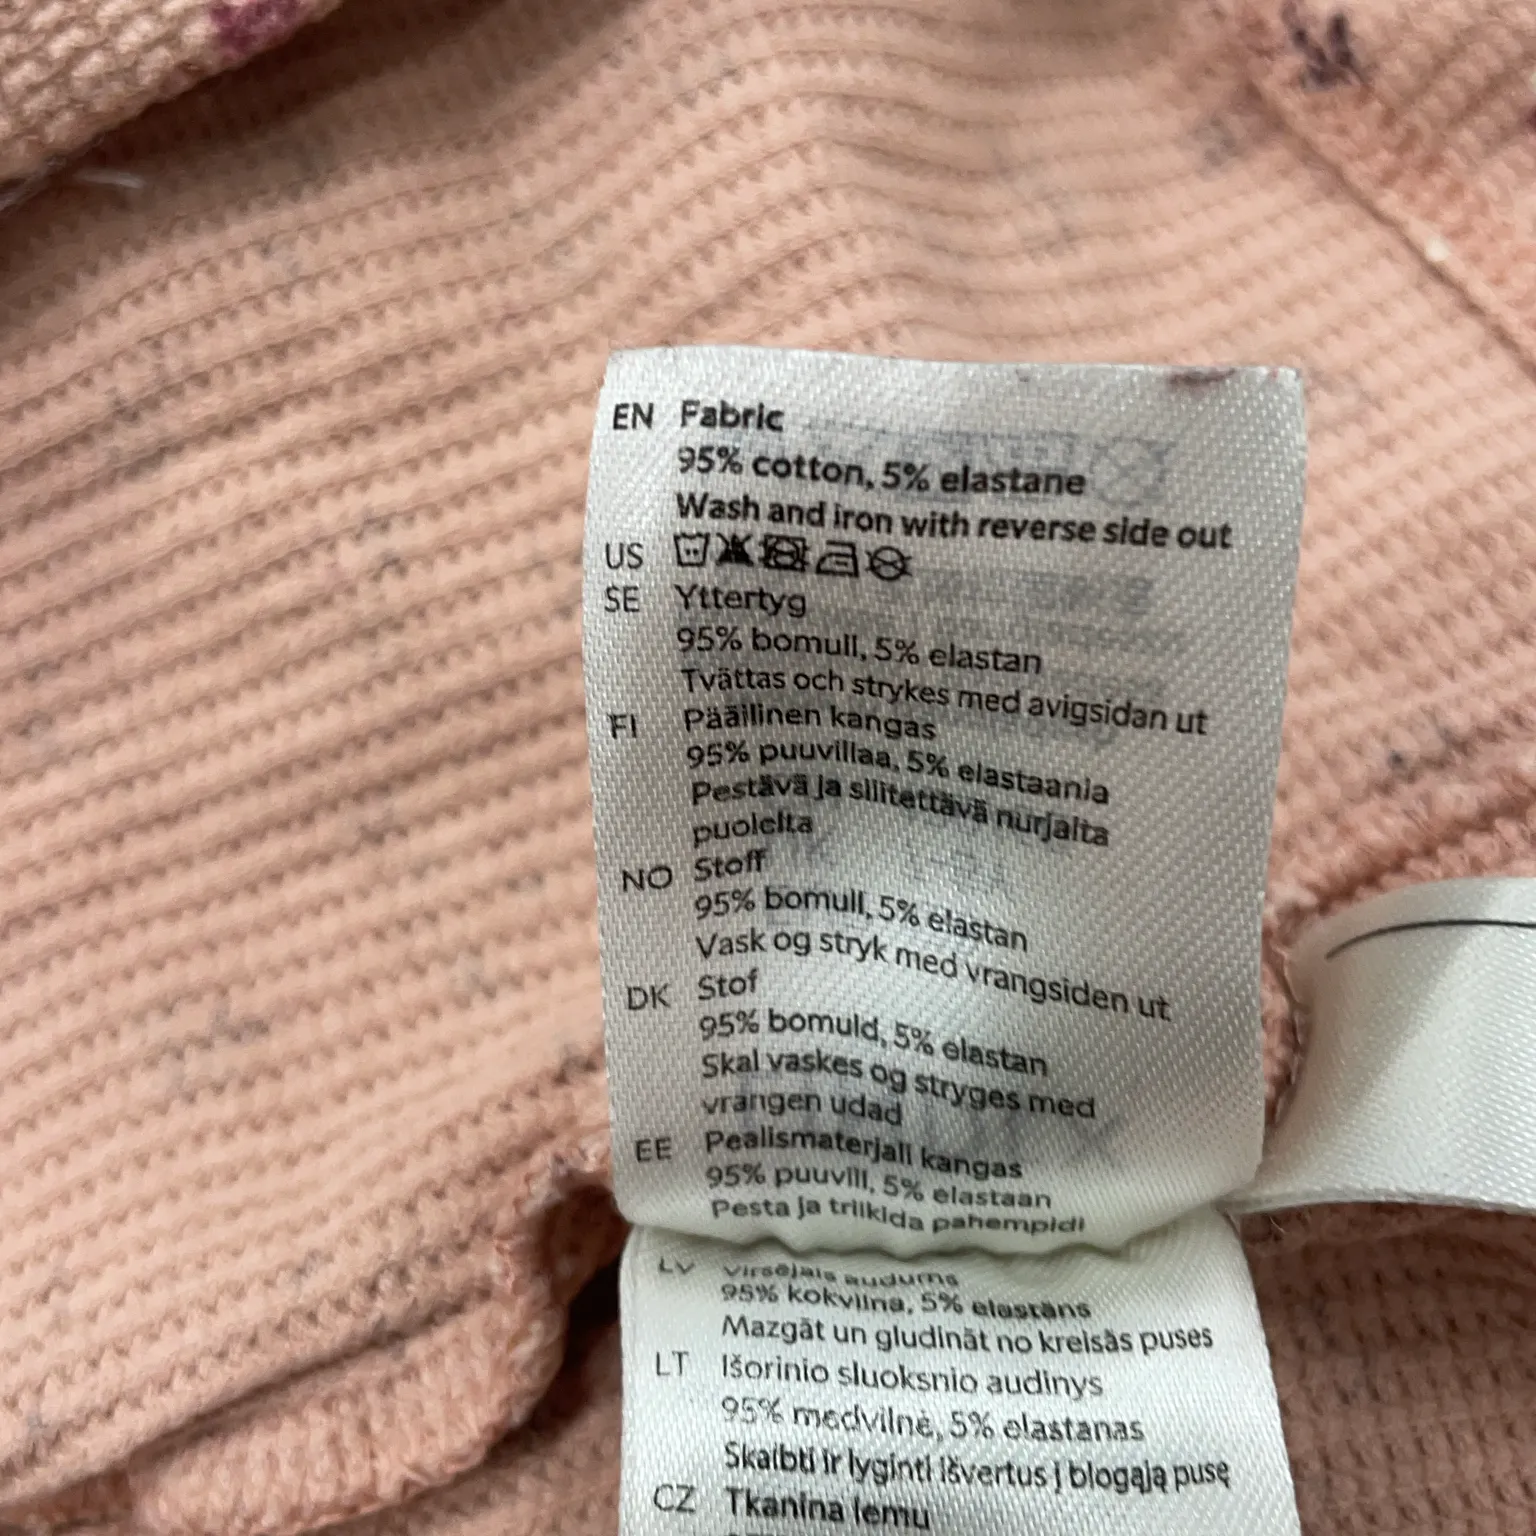 EN Fabric
95% cotton, 5% elastane
Wash and iron with reverse side out
US
SE Yttertyg
95% bomull, 5% elastan
Tvättas och strykes med avigsidan ut
FI Päällinen kangas
95% puuvillaa, 5% elastaania
Pestävä ja silitettävä nurjalta
puolelta
NO Stoff
95% bomull, 5% elastan
Vask og stryk med vrangsiden ut
DK Stof
95% bomuld, 5% elastan
Skal vaskes og stryges med
vrangen udad
EE Pealismaterjali kangas
95% puuvill, 5% elastaan
Pesta ja triikida pahempidi
LV Virsējais audums
95% kokvilna, 5% elastāns
Mazgāt un gludināt no kreisās puses
LT Išorinio sluoksnio audinys
95% medvilnė, 5% elastanas
Skalbti ir lyginti išvertus į blogąją pusę
CZ Tkanina lemu